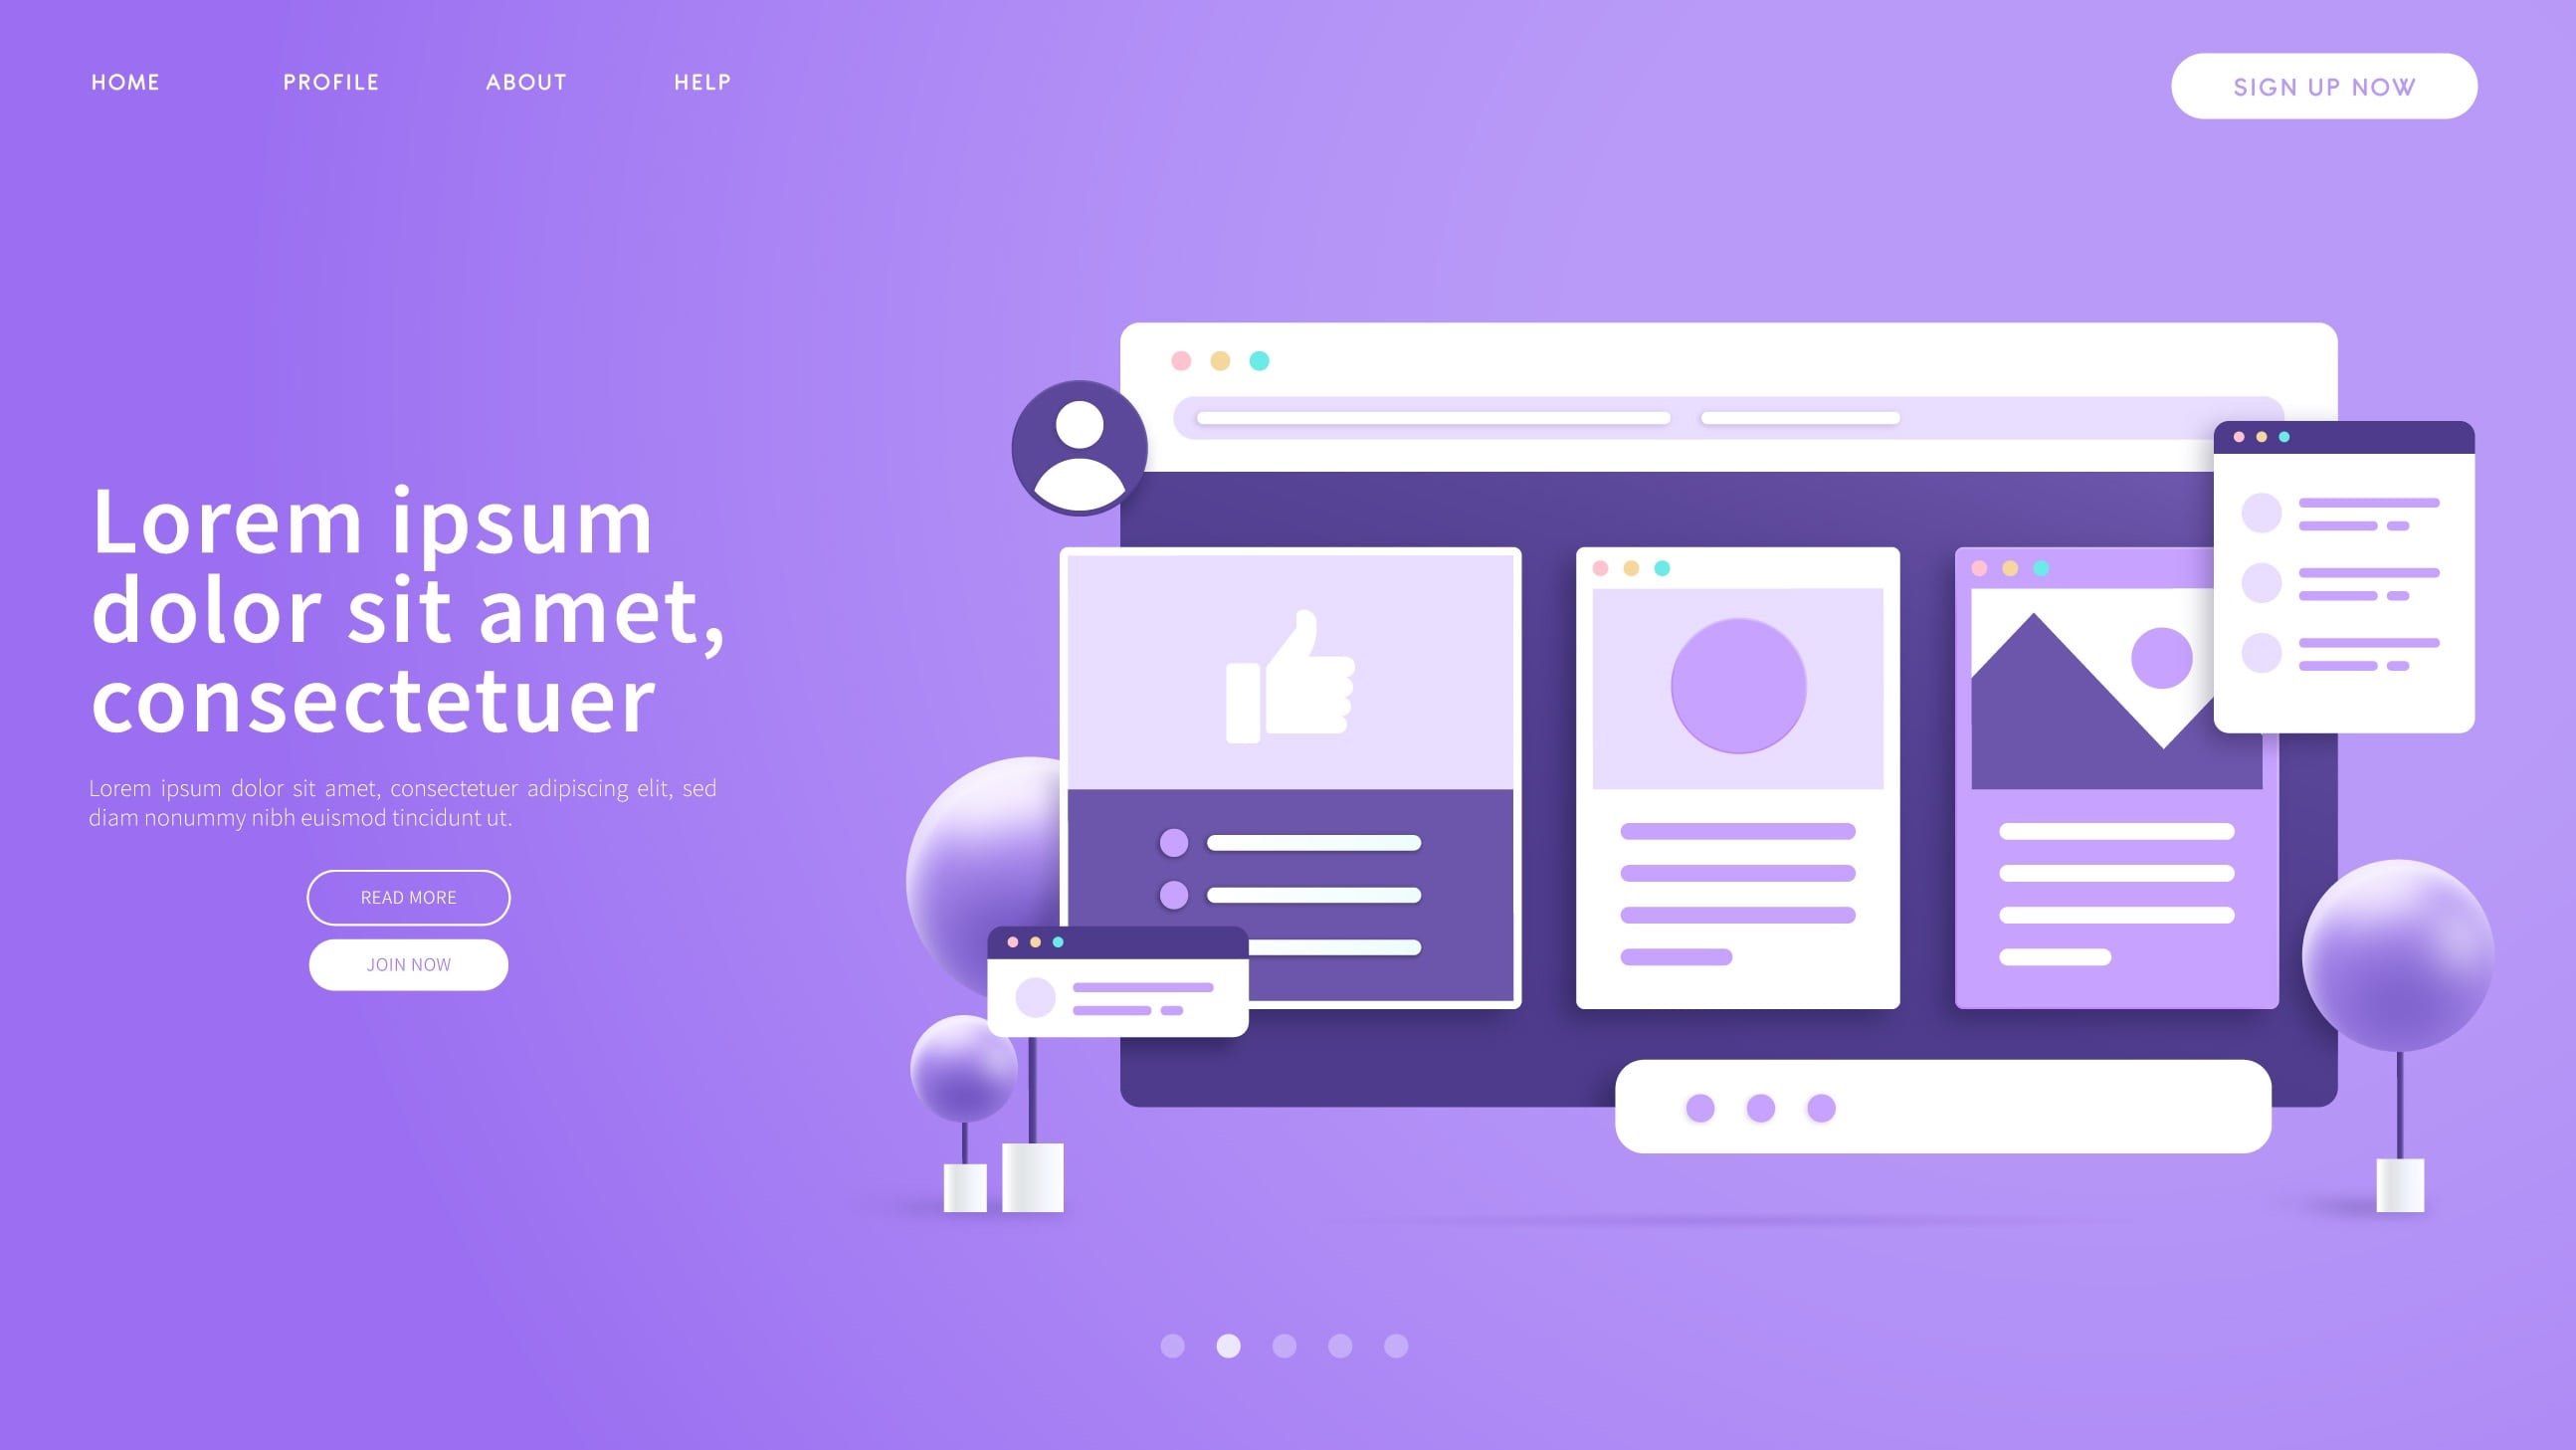 HOME PROFILE ABOUT HELP SIGN UP NOW
Lorem ipsum
dolor sit amet,
consectetuer
Lorem ipsum dolor sit amet, consectetuer adipiscing elit, sed
diam nonummy nibh euismod tincidunt ut.
READ MORE
JOIN NOW